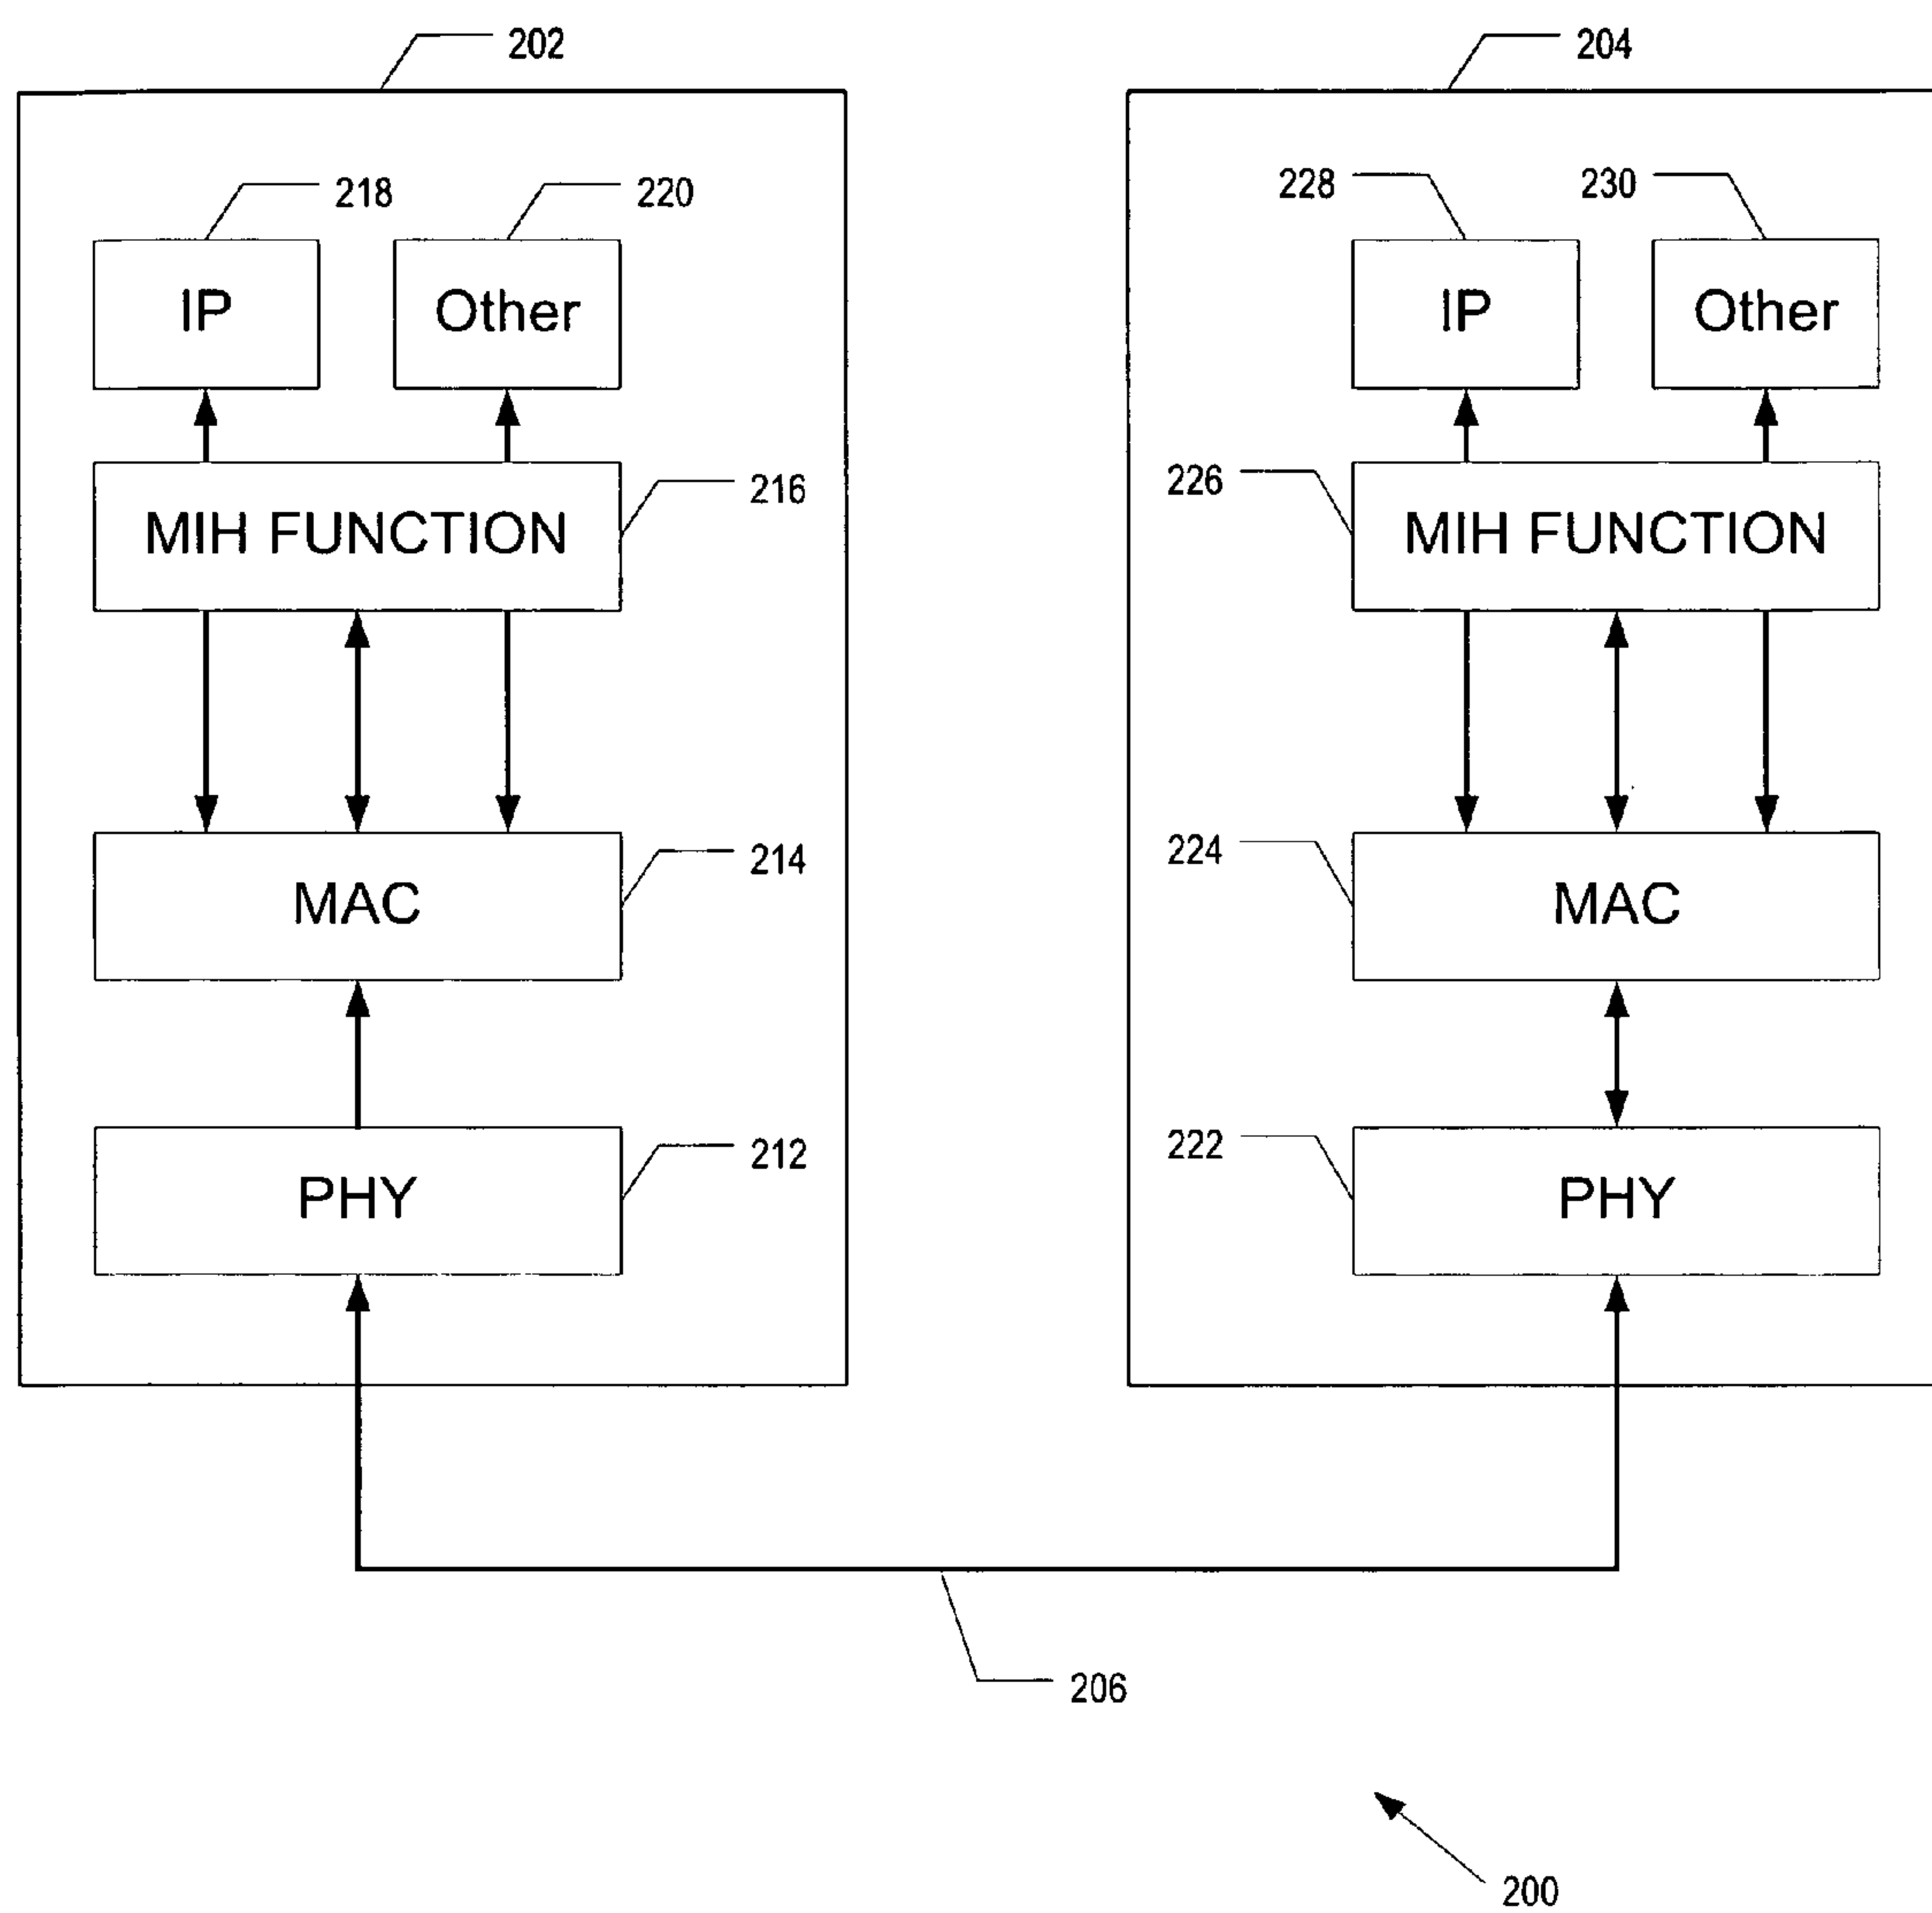 202
204
218
220
228
230
IP
Other
IP
Other
216
226
MIH FUNCTION
MIH FUNCTION
214
224
MAC
MAC
212
222
PHY
PHY
206
200